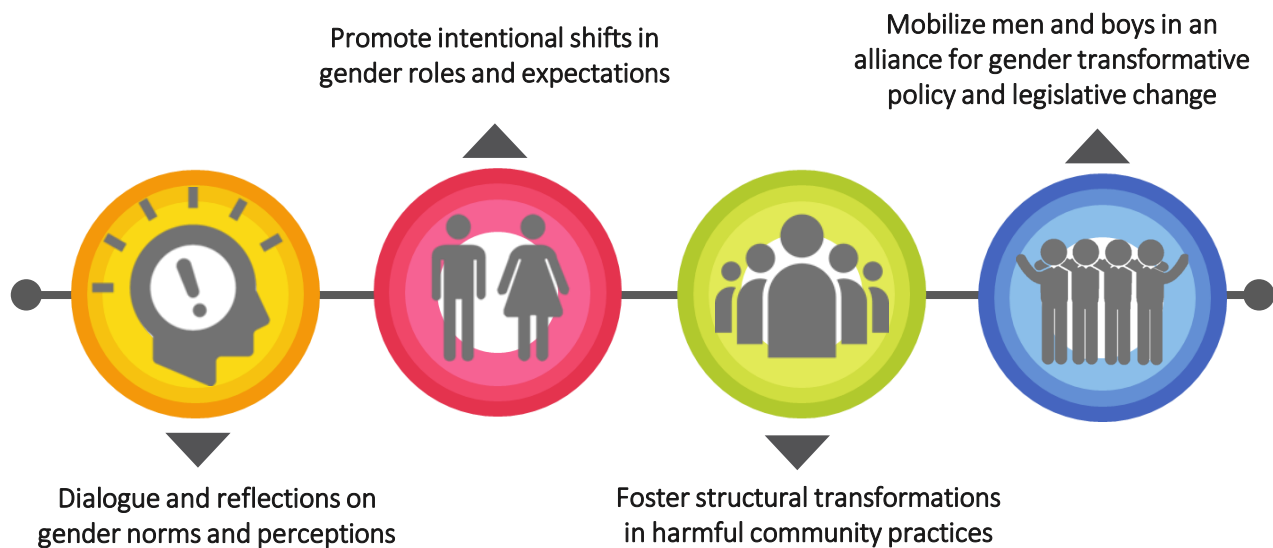 Promote intentional shifts in
gender roles and expectations
Mobilize men and boys in an
alliance for gender transformative
policy and legislative change
Dialogue and reflections on
gender norms and perceptions
Foster structural transformations
in harmful community practices